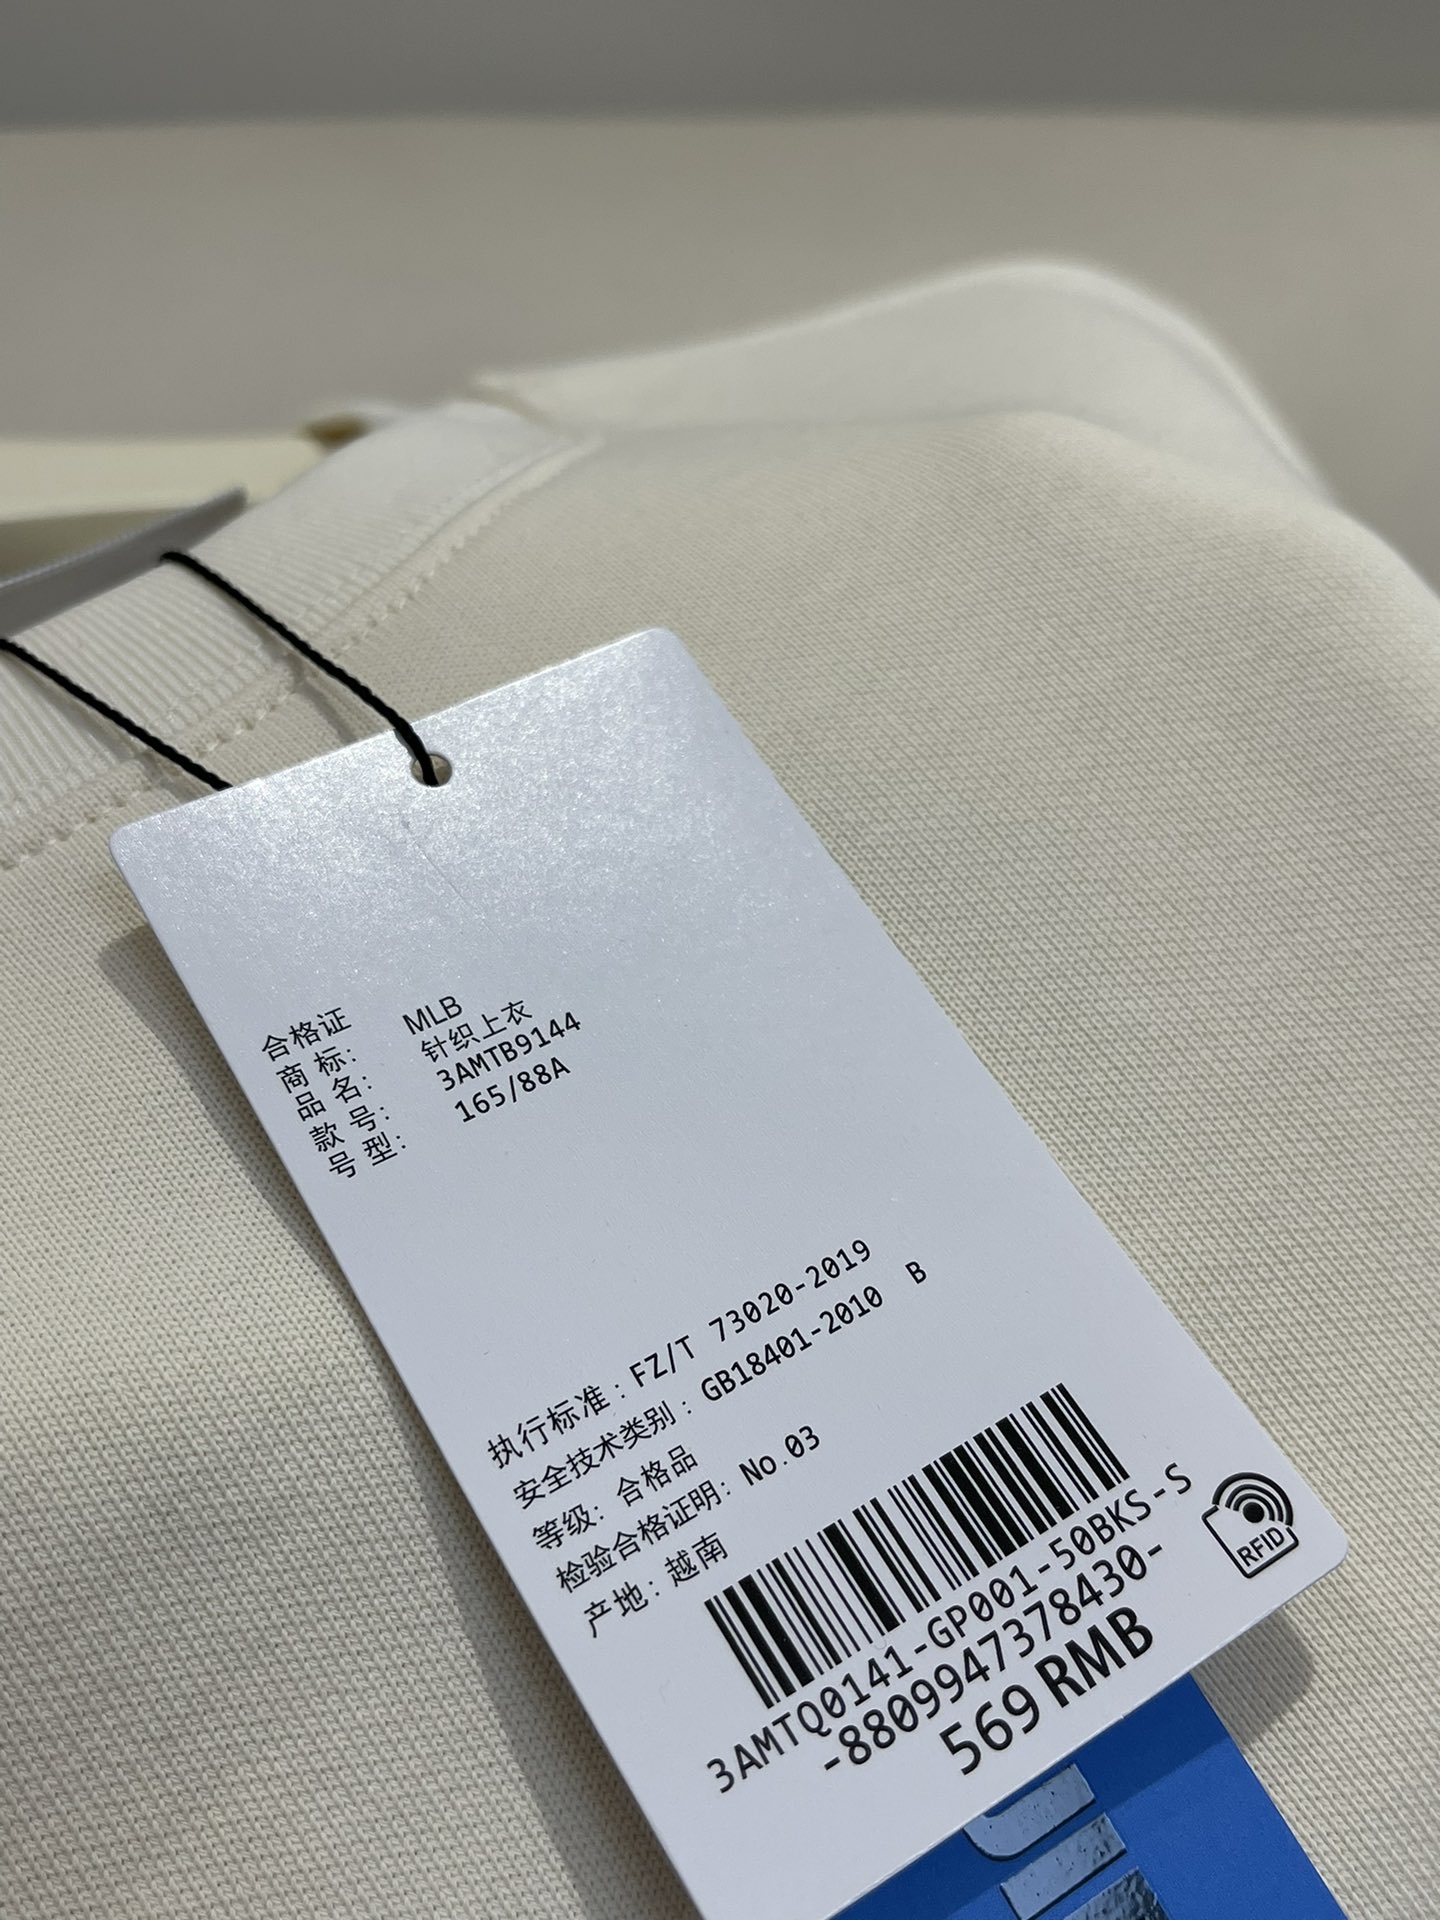 合格证
商 标: MLB
品 名: 针织上衣
款 号: 3AMTB9144
号 型: 165/88A
执行标准: FZ/T 73020-2019
安全技术类别: GB18401-2010 B
等级: 合格品
检验合格证明: No.03
产地: 越南
3AMTQ0141-GP001-50BKS-S
-8809947378430-
569 RMB
RFID